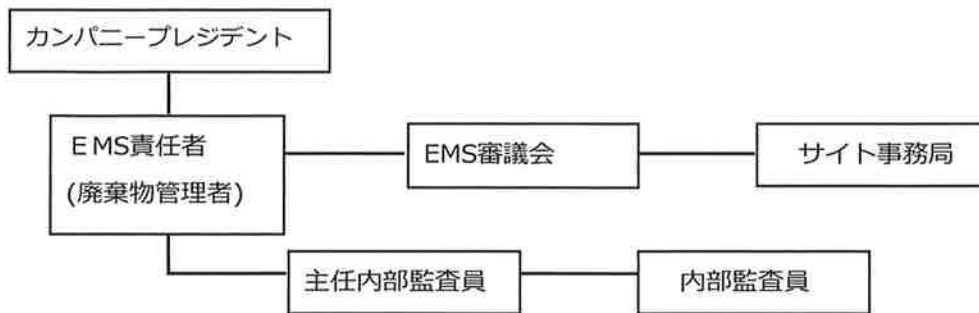 カンパニープレジデント
EMS責任者
(廃棄物管理者)
EMS審議会
サイト事務局
主任内部監査員
内部監査員